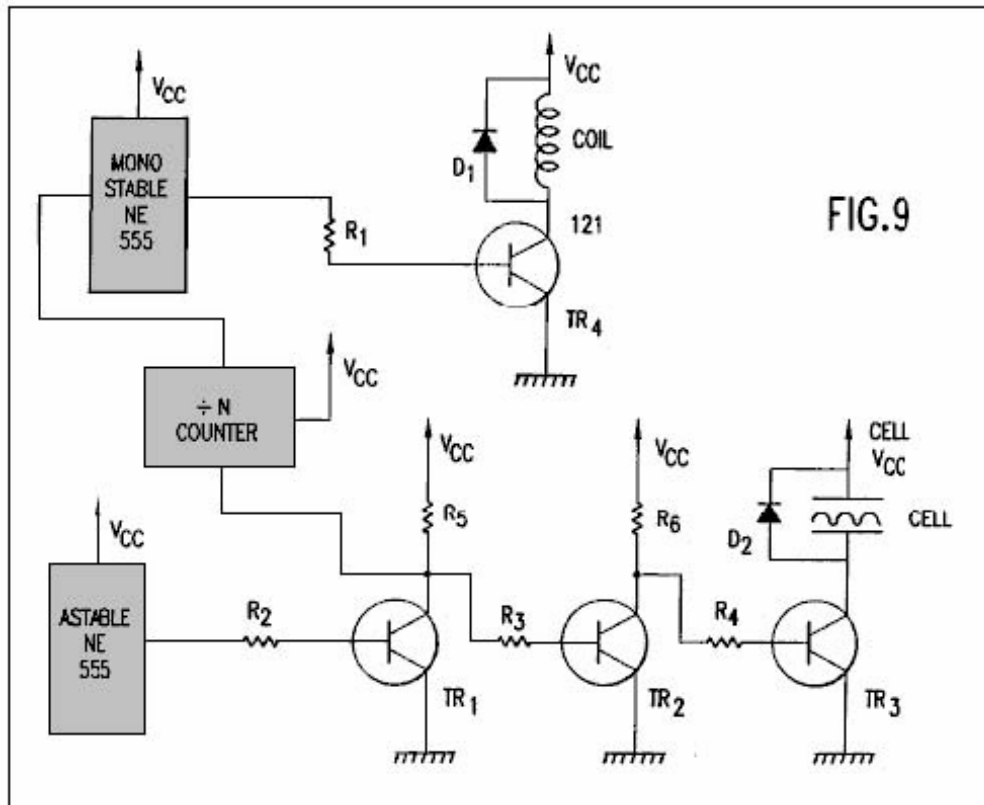 VCC
MONO
STABLE
NE
555
R1
D1
VCC
COIL
121
TR4
FIG.9
÷ N
COUNTER
VCC
VCC
R5
VCC
R6
CELL
VCC
D2
CELL
VCC
ASTABLE
NE
555
R2
TR1
R3
TR2
R4
TR3